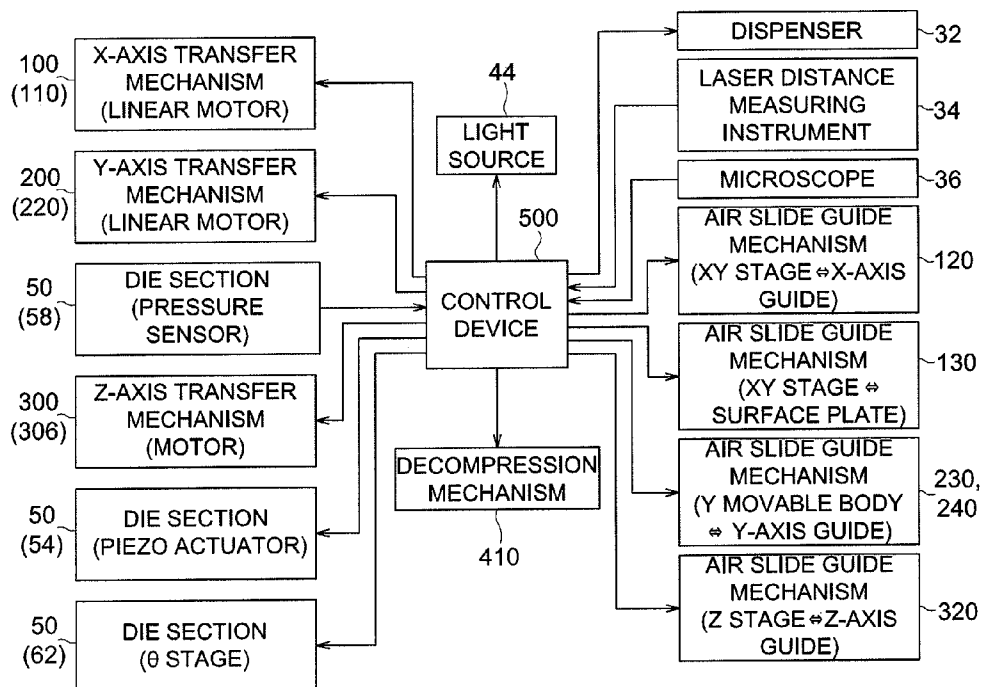 100
(110)
X-AXIS TRANSFER
MECHANISM
(LINEAR MOTOR)
200
(220)
Y-AXIS TRANSFER
MECHANISM
(LINEAR MOTOR)
50
(58)
DIE SECTION
(PRESSURE
SENSOR)
300
(306)
Z-AXIS TRANSFER
MECHANISM
(MOTOR)
50
(54)
DIE SECTION
(PIEZO ACTUATOR)
50
(62)
DIE SECTION
(θ STAGE)
44
LIGHT
SOURCE
500
CONTROL
DEVICE
DECOMPRESSION
MECHANISM
410
DISPENSER
32
LASER DISTANCE
MEASURING
INSTRUMENT
34
MICROSCOPE
36
AIR SLIDE GUIDE
MECHANISM
(XY STAGE⇔X-AXIS
GUIDE)
120
AIR SLIDE GUIDE
MECHANISM
(XY STAGE ⇔
SURFACE PLATE)
130
AIR SLIDE GUIDE
MECHANISM
(Y MOVABLE BODY
⇔ Y-AXIS GUIDE)
230,
240
AIR SLIDE GUIDE
MECHANISM
(Z STAGE⇔Z-AXIS
GUIDE)
320